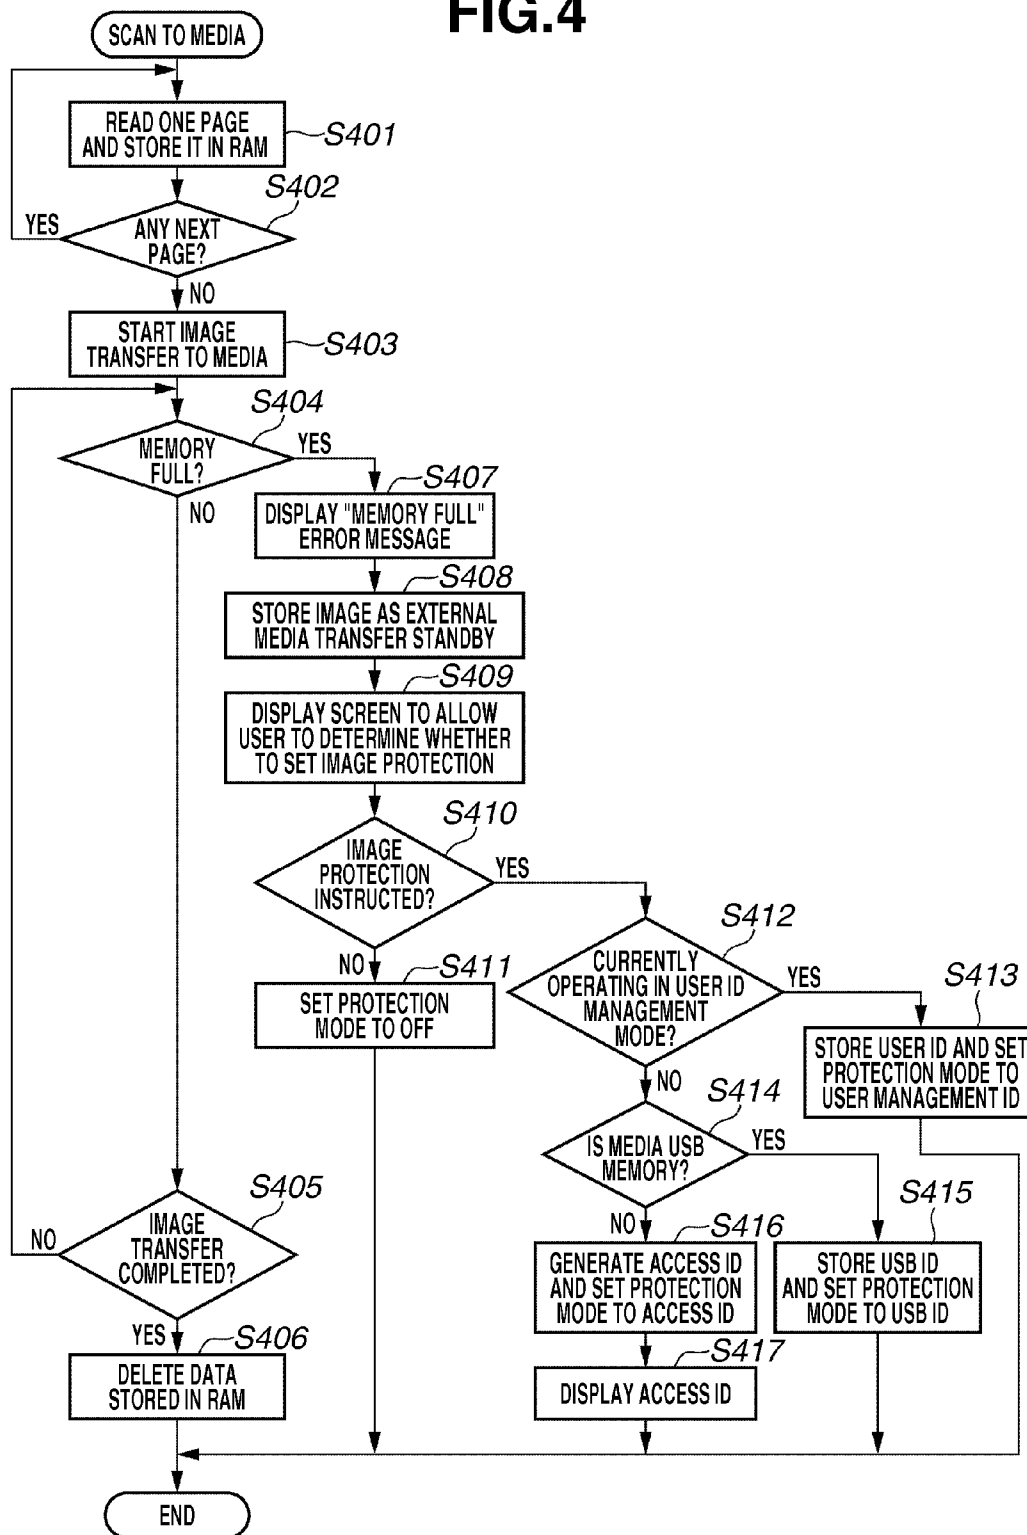 FIG.4
SCAN TO MEDIA
READ ONE PAGE
AND STORE IT IN RAM
S401
S402
YES
ANY NEXT
PAGE?
NO
START IMAGE
TRANSFER TO MEDIA
S403
S404
MEMORY
FULL?
YES
NO
S407
DISPLAY "MEMORY FULL"
ERROR MESSAGE
S408
STORE IMAGE AS EXTERNAL
MEDIA TRANSFER STANDBY
S409
DISPLAY SCREEN TO ALLOW
USER TO DETERMINE WHETHER
TO SET IMAGE PROTECTION
S410
IMAGE
PROTECTION
INSTRUCTED?
YES
NO
S411
SET PROTECTION
MODE TO OFF
S412
CURRENTLY
OPERATING IN USER ID
MANAGEMENT
MODE?
YES
NO
S413
STORE USER ID AND SET
PROTECTION MODE TO
USER MANAGEMENT ID
S414
IS MEDIA USB
MEMORY?
YES
NO
S415
STORE USB ID
AND SET PROTECTION
MODE TO USB ID
S416
GENERATE ACCESS ID
AND SET PROTECTION
MODE TO ACCESS ID
S417
DISPLAY ACCESS ID
S405
NO
IMAGE
TRANSFER
COMPLETED?
YES
S406
DELETE DATA
STORED IN RAM
END